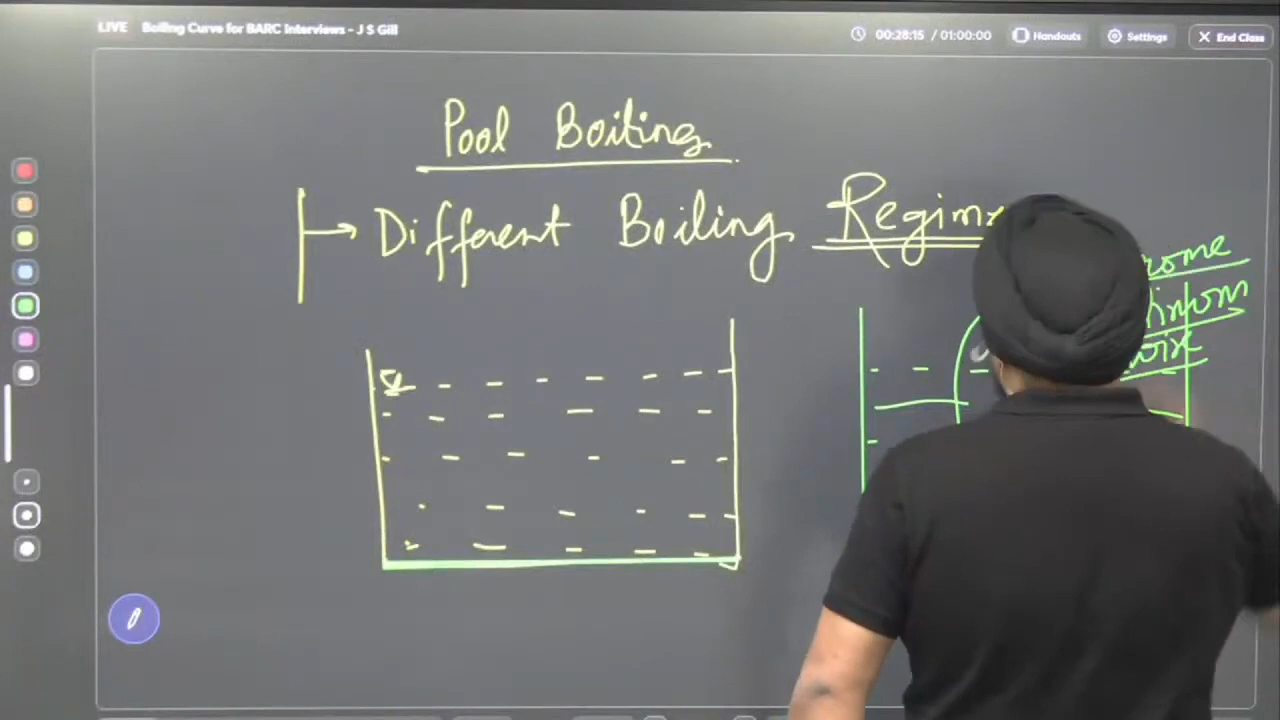 LIVE Boiling Curve for BARC Interviews - J S Gill
00:28:15 / 01:00:00 Handouts Settings End Class
Pool Boiling
Different Boiling Regime